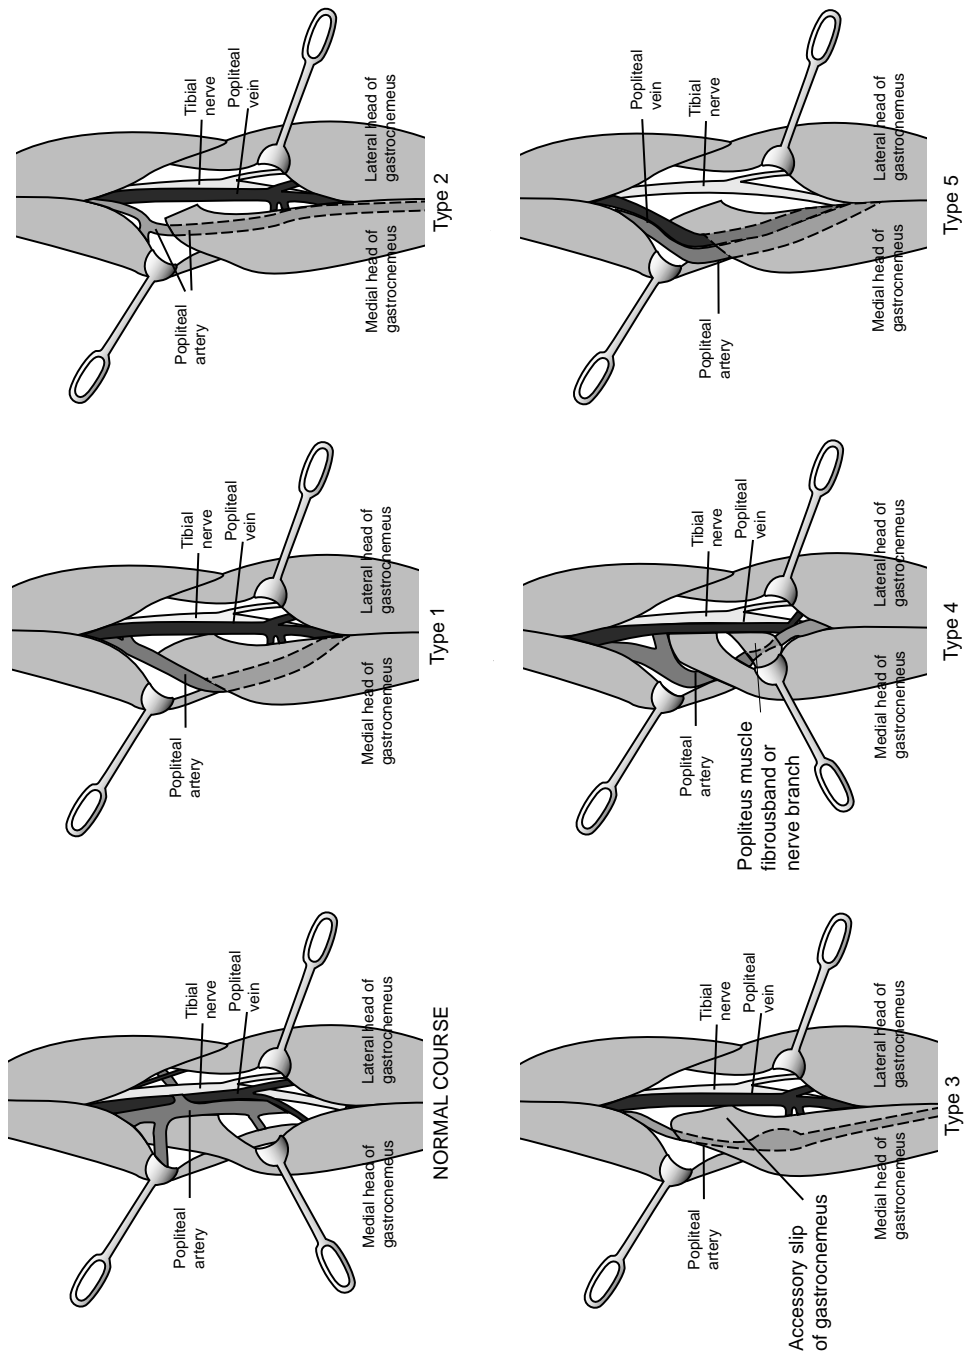 Popliteal
artery
Tibial
nerve
Popliteal
vein
Medial head of
gastrocnemeus
Lateral head of
gastrocnemeus
NORMAL COURSE
Popliteal
artery
Tibial
nerve
Popliteal
vein
Medial head of
gastrocnemeus
Lateral head of
gastrocnemeus
Type 1
Popliteal
artery
Tibial
nerve
Popliteal
vein
Medial head of
gastrocnemeus
Lateral head of
gastrocnemeus
Type 2
Popliteal
artery
Tibial
nerve
Popliteal
vein
Accessory slip
of gastrocnemeus
Medial head of
gastrocnemeus
Lateral head of
gastrocnemeus
Type 3
Popliteal
artery
Tibial
nerve
Popliteal
vein
Popliteus muscle
fibrousband or
nerve branch
Medial head of
gastrocnemeus
Lateral head of
gastrocnemeus
Type 4
Popliteal
vein
Tibial
nerve
Popliteal
artery
Medial head of
gastrocnemeus
Lateral head of
gastrocnemeus
Type 5